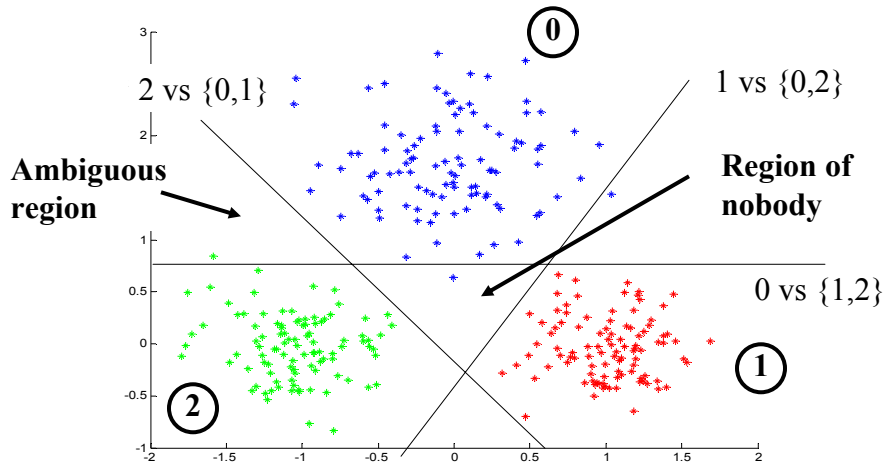 0
3
2 vs {0,1}
1 vs {0,2}
2
Ambiguous
region
Region of
nobody
1
0.5
0 vs {1,2}
0
1
2
-0.5
-1
-2
-1.5
-1
-0.5
0
0.5
1
1.5
2